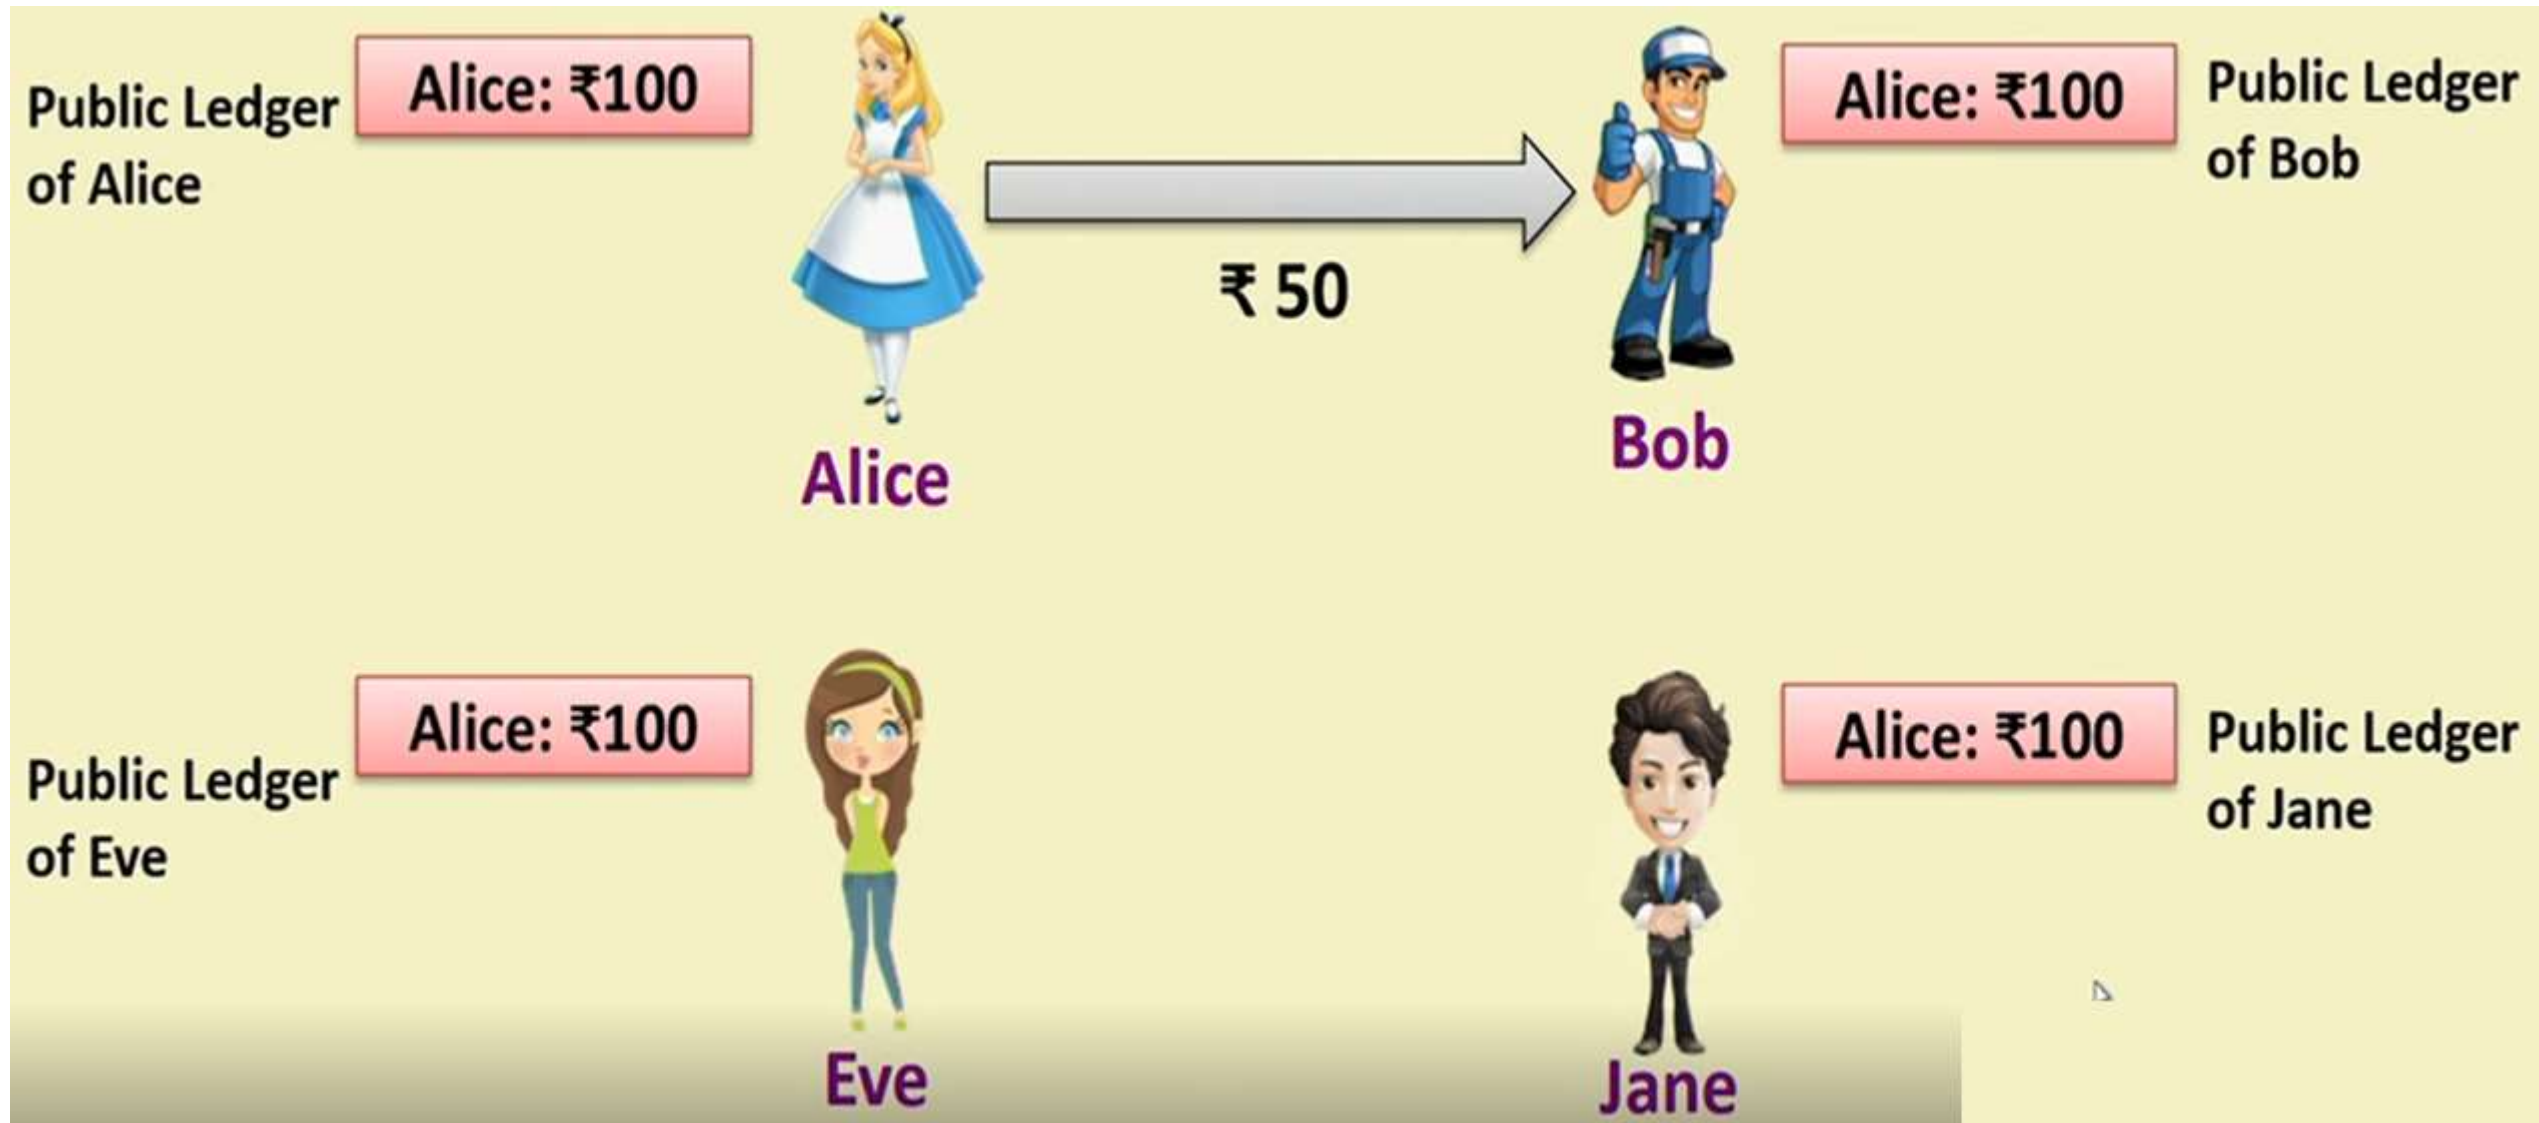 Public Ledger
of Alice
Alice: ₹100
Alice: ₹100
Public Ledger
of Bob
₹ 50
Alice
Bob
Public Ledger
of Eve
Alice: ₹100
Alice: ₹100
Public Ledger
of Jane
Eve
Jane